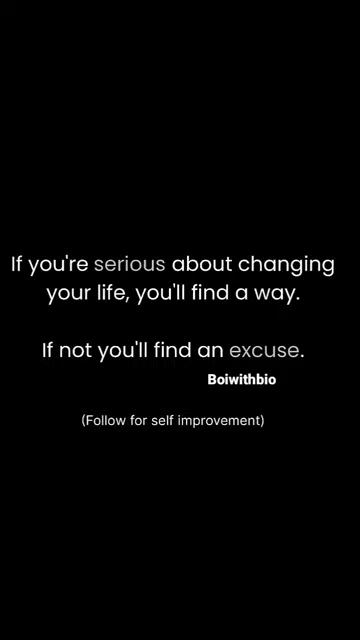 If you're serious about changing
your life, you'll find a way.
If not you'll find an excuse.
Boiwithbio
(Follow for self improvement)